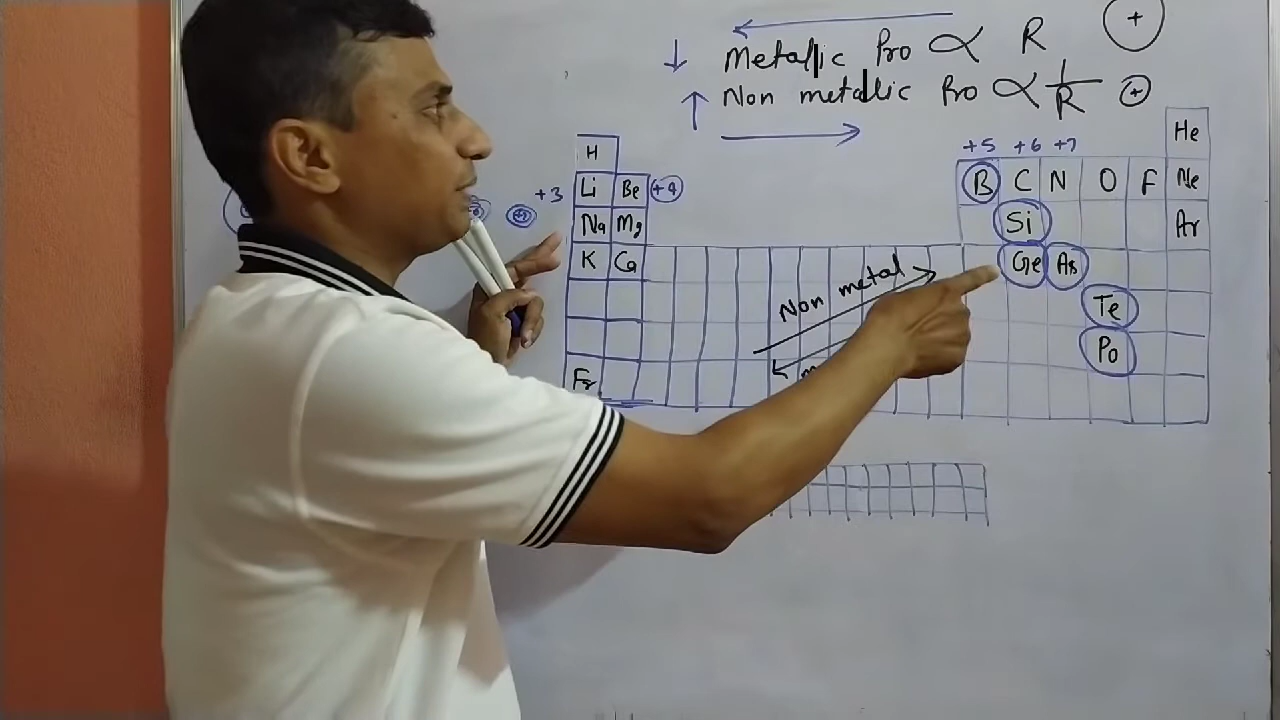 Metallic Pro ∝ R +
Non metallic Pro ∝ 1/R +
He
+5 +6 +7
H
+3 Li Be +4 B C N O F Ne
Na Mg Si Ar
K Ca Ge As
Non metal
Te
Po
Fr